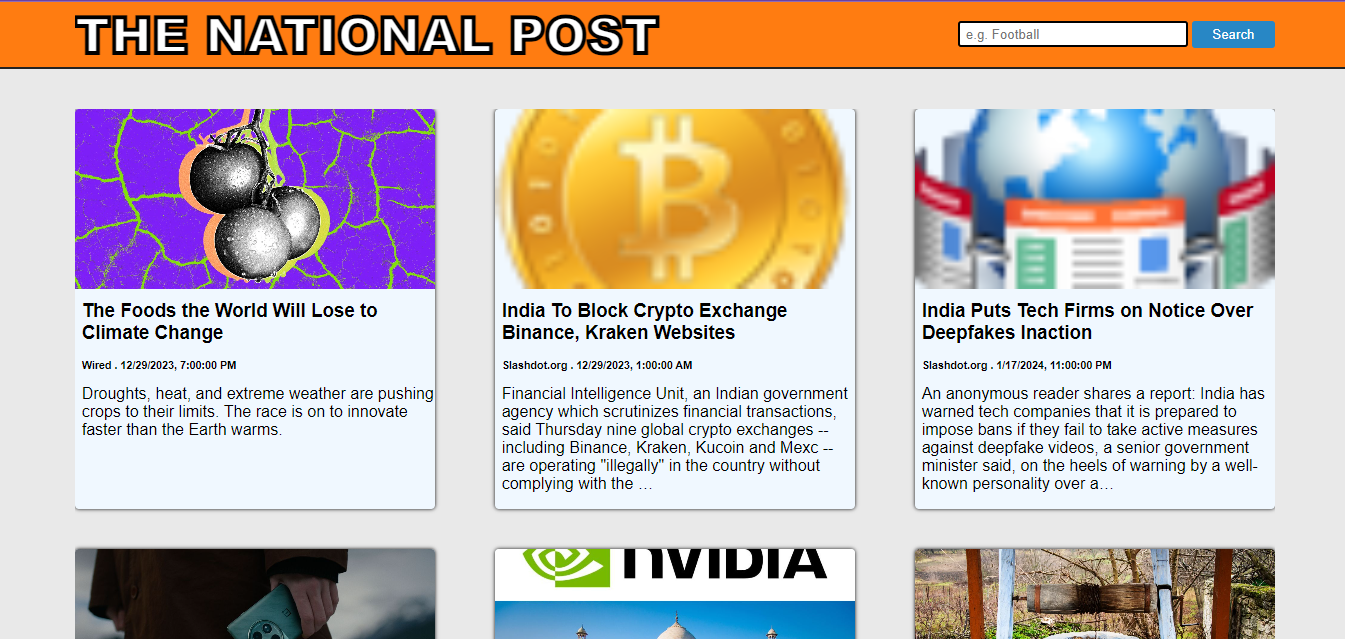 THE NATIONAL POST
e.g. Football
Search
The Foods the World Will Lose to
Climate Change
Wired . 12/29/2023, 7:00:00 PM
Droughts, heat, and extreme weather are pushing
crops to their limits. The race is on to innovate
faster than the Earth warms.
India To Block Crypto Exchange
Binance, Kraken Websites
Slashdot.org . 12/29/2023, 1:00:00 AM
Financial Intelligence Unit, an Indian government
agency which scrutinizes financial transactions,
said Thursday nine global crypto exchanges --
including Binance, Kraken, Kucoin and Mexc --
are operating "illegally" in the country without
complying with the …
India Puts Tech Firms on Notice Over
Deepfakes Inaction
Slashdot.org . 1/17/2024, 11:00:00 PM
An anonymous reader shares a report: India has
warned tech companies that it is prepared to
impose bans if they fail to take active measures
against deepfake videos, a senior government
minister said, on the heels of warning by a well-
known personality over a…
NVIDIA